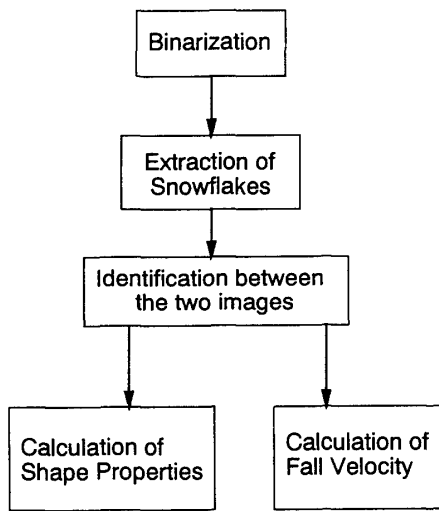 Binarization
Extraction of
Snowflakes
Identification between
the two images
Calculation of
Shape Properties
Calculation of
Fall Velocity